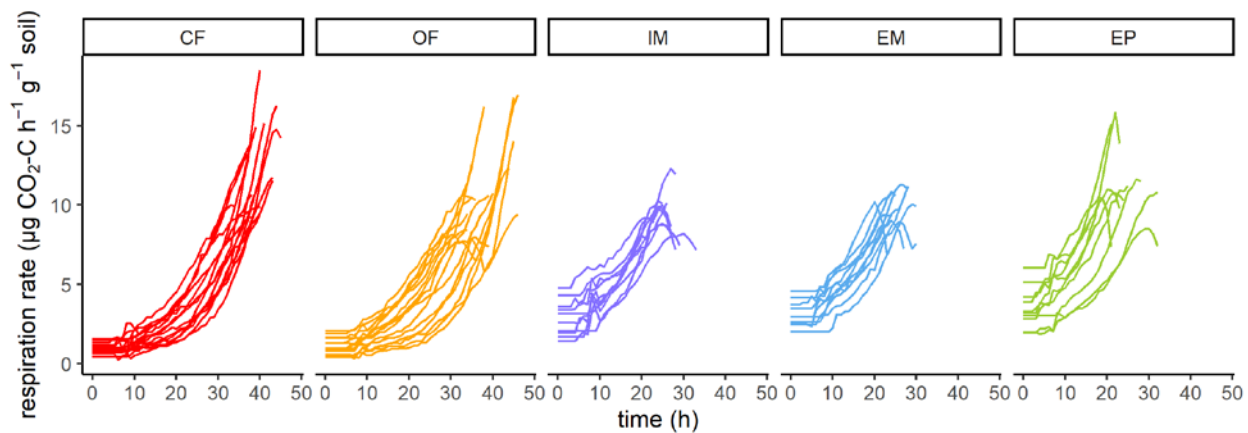 CF OF IM EM EP
respiration rate (µg CO₂-C h⁻¹ g⁻¹ soil)
15
10
5
0
0 10 20 30 40 50 0 10 20 30 40 50 0 10 20 30 40 50 0 10 20 30 40 50 0 10 20 30 40 50
time (h)